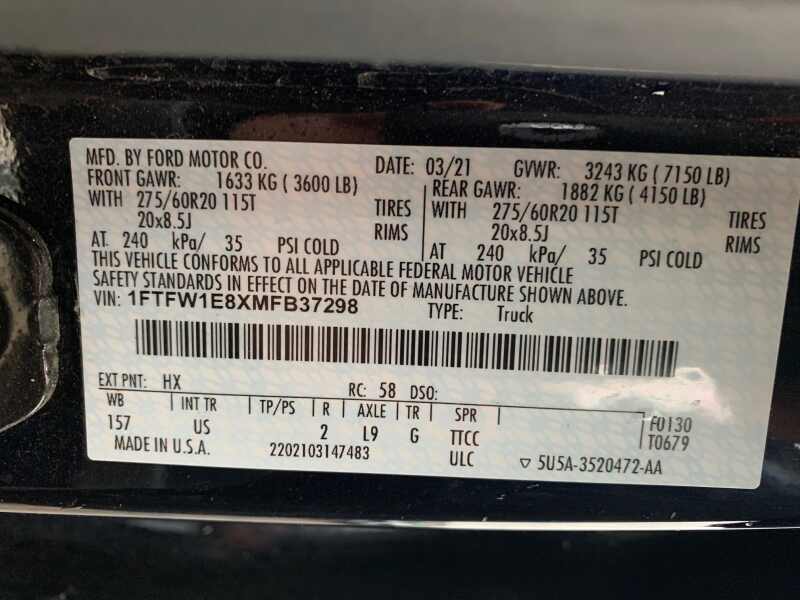 MFD. BY FORD MOTOR CO. DATE: 03/21 GVWR: 3243 KG ( 7150 LB)
FRONT GAWR: 1633 KG ( 3600 LB) REAR GAWR: 1882 KG ( 4150 LB)
WITH 275/60R20 115T TIRES WITH 275/60R20 115T TIRES
20x8.5J RIMS 20x8.5J RIMS
AT 240 kPa/ 35 PSI COLD AT 240 kPa/ 35 PSI COLD
THIS VEHICLE CONFORMS TO ALL APPLICABLE FEDERAL MOTOR VEHICLE
SAFETY STANDARDS IN EFFECT ON THE DATE OF MANUFACTURE SHOWN ABOVE.
VIN: 1FTFW1E8XMFB37298 TYPE: Truck
EXT PNT: HX RC: 58 DSO:
WB INT TR TP/PS R AXLE TR SPR F0130
157 US 2 L9 G TTCC T0679
MADE IN U.S.A. 2202103147483 ULC ▽ 5U5A-3520472-AA